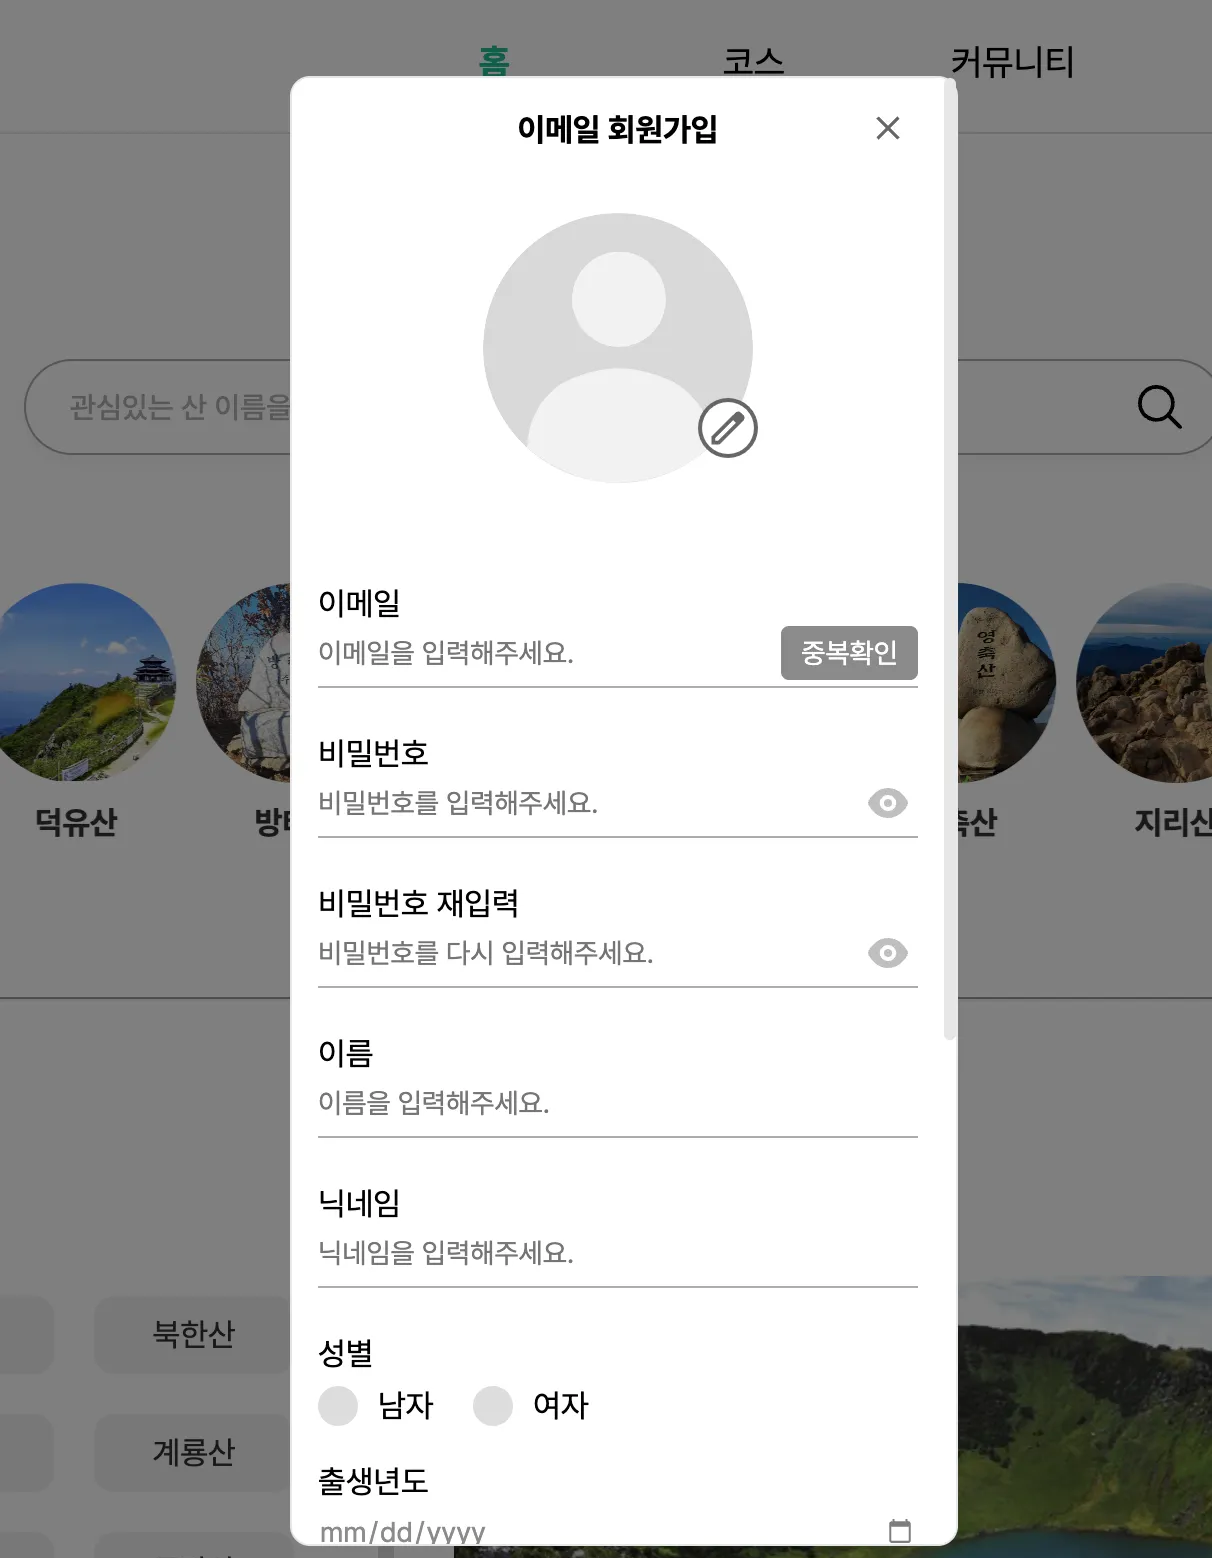 홈
코스
커뮤니티
이메일 회원가입
관심있는 산 이름을
이메일
이메일을 입력해주세요.
중복확인
비밀번호
비밀번호를 입력해주세요.
덕유산
지리산
비밀번호 재입력
비밀번호를 다시 입력해주세요.
이름
이름을 입력해주세요.
닉네임
닉네임을 입력해주세요.
북한산
성별
남자
여자
계룡산
출생년도
mm/dd/yyyy
영축산